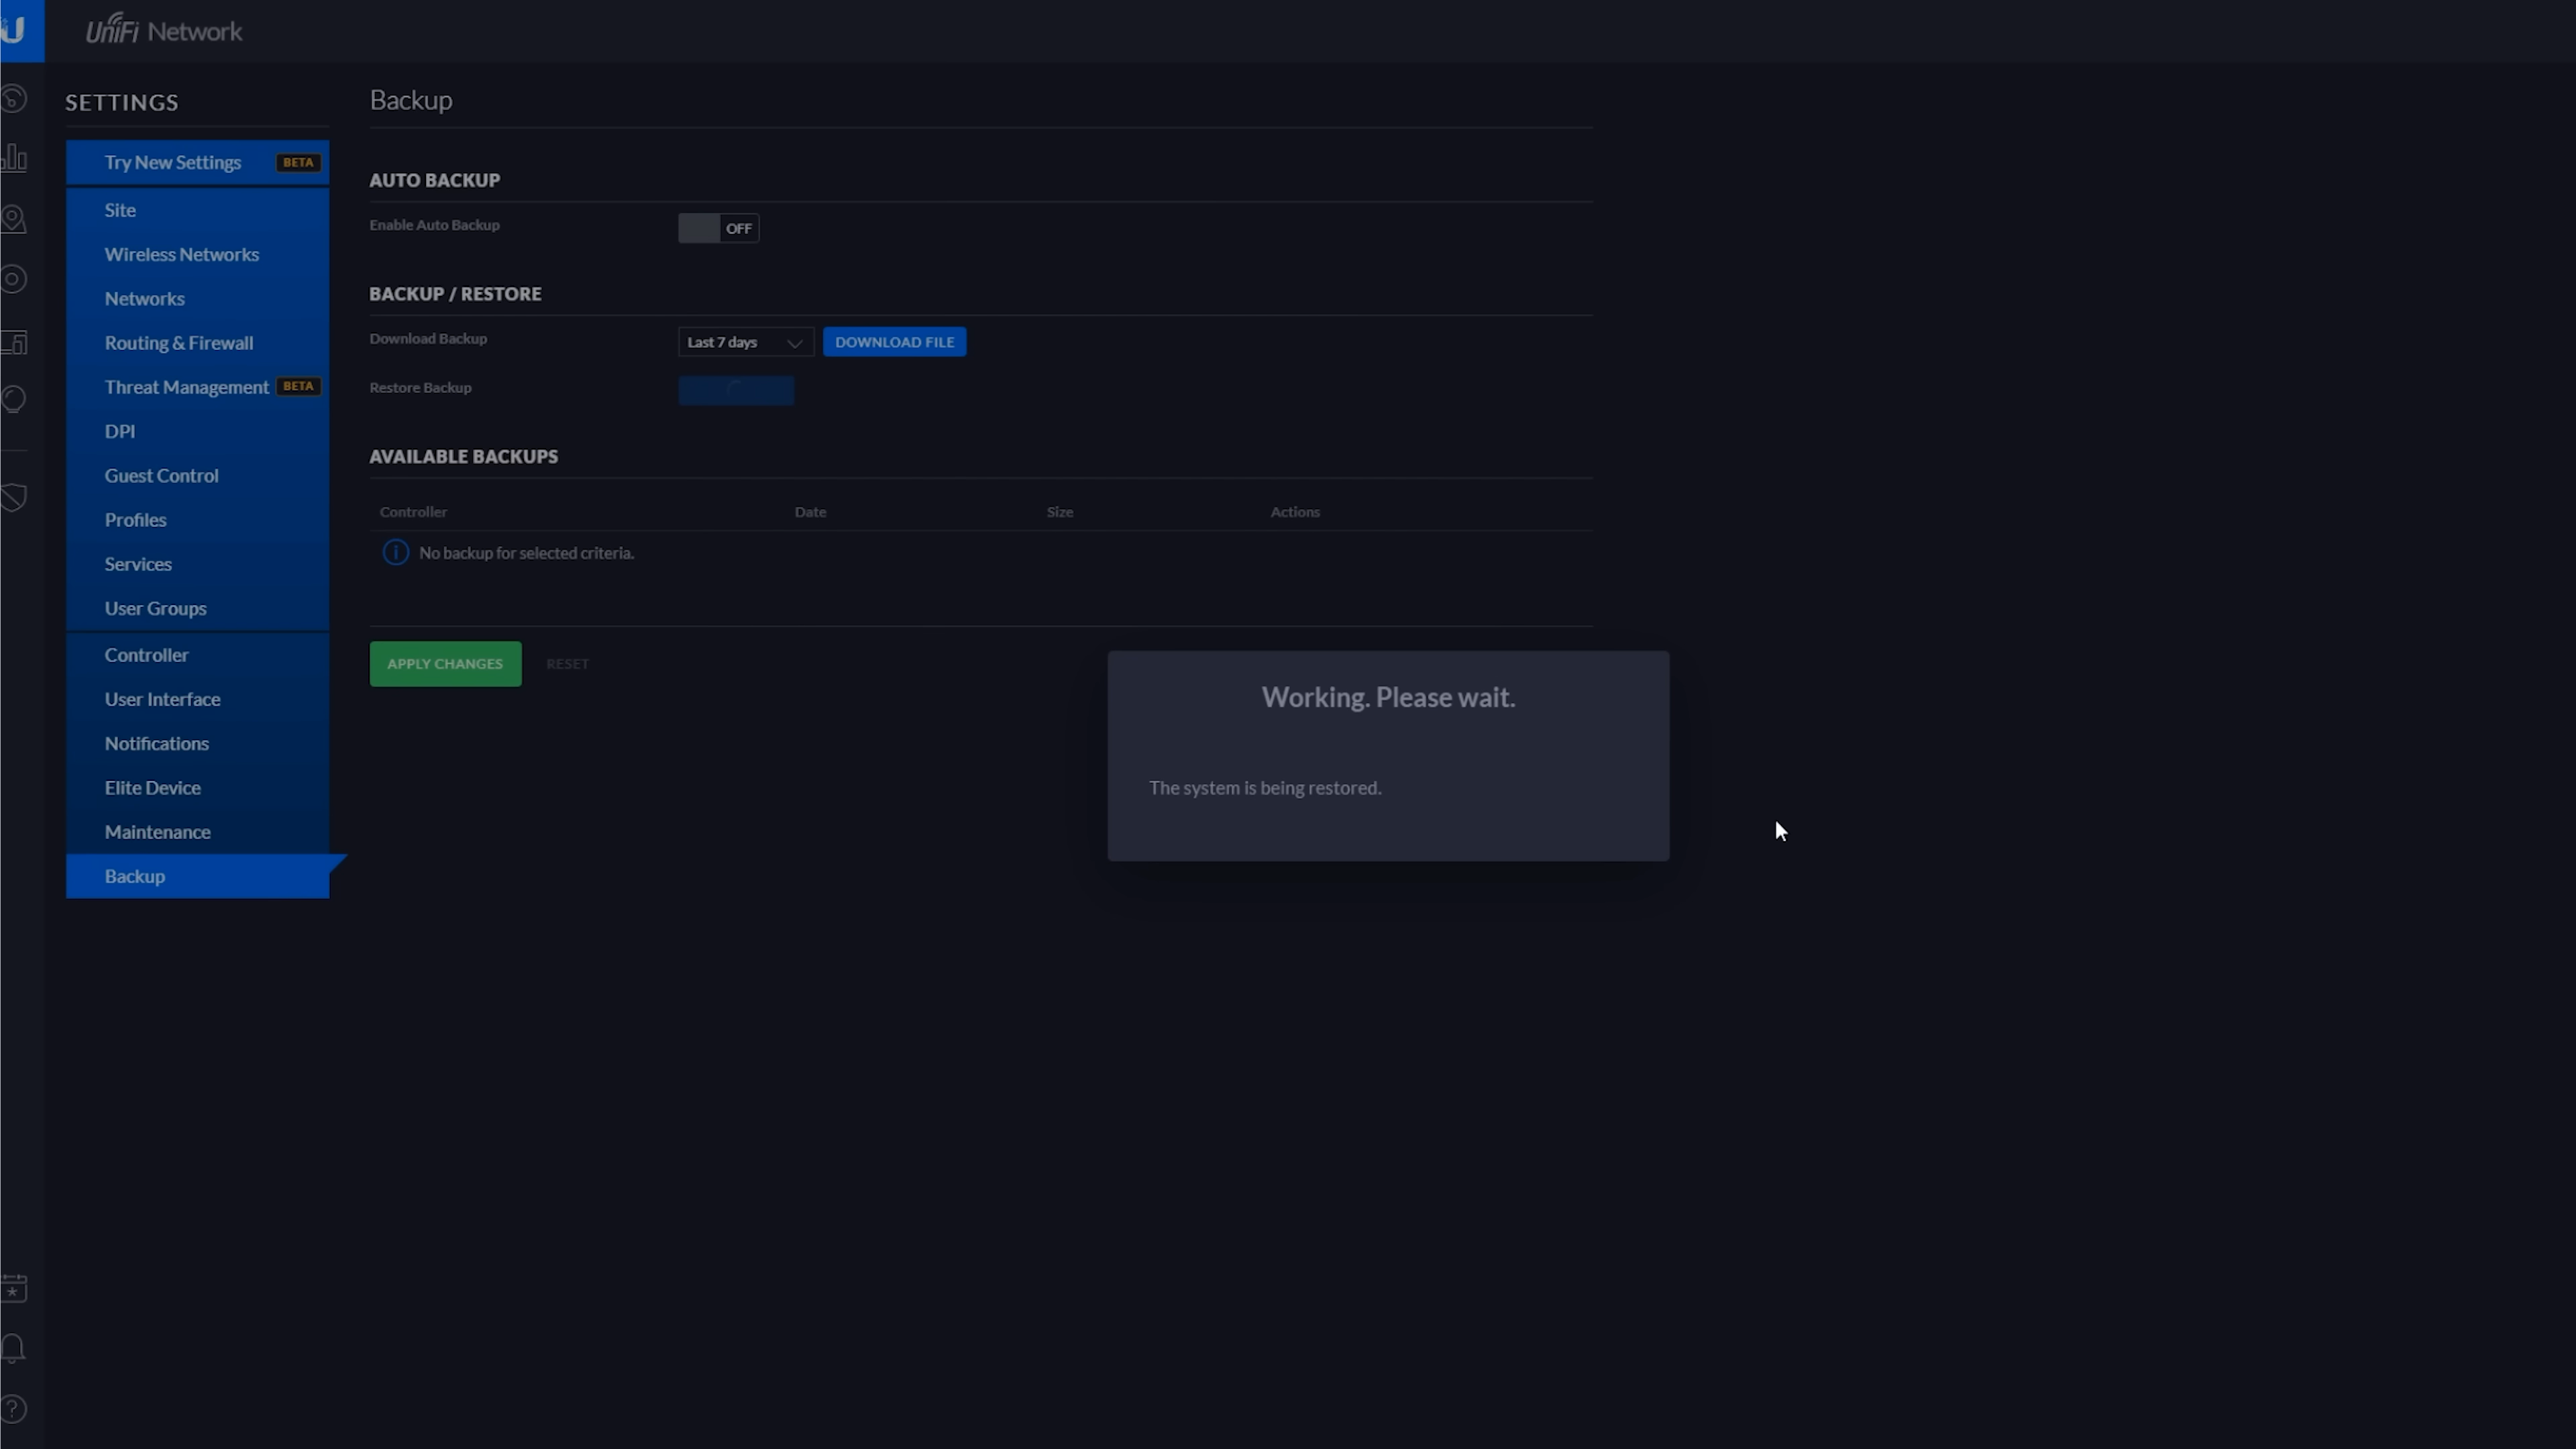 UniFi Network
SETTINGS
Try New Settings BETA
Site
Wireless Networks
Networks
Routing & Firewall
Threat Management BETA
DPI
Guest Control
Profiles
Services
User Groups
Controller
User Interface
Notifications
Elite Device
Maintenance
Backup
Backup
AUTO BACKUP
Enable Auto Backup OFF
BACKUP / RESTORE
Download Backup Last 7 days DOWNLOAD FILE
Restore Backup
AVAILABLE BACKUPS
Controller Date Size Actions
No backup for selected criteria.
APPLY CHANGES RESET
Working. Please wait.
The system is being restored.